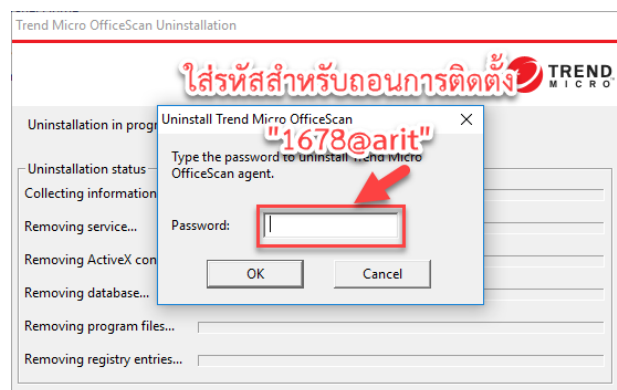 Trend Micro OfficeScan Uninstallation
ใส่รหัสสำหรับถอนการติดตั้ง
TREND
MICRO
Uninstallation in progr
Uninstall Trend Micro OfficeScan
"1678@arit"
Type the password to uninstall Trend Micro
OfficeScan agent.
Uninstallation status
Collecting information
Removing service...
Password:
Removing ActiveX con
OK
Cancel
Removing database...
Removing program files...
Removing registry entries...